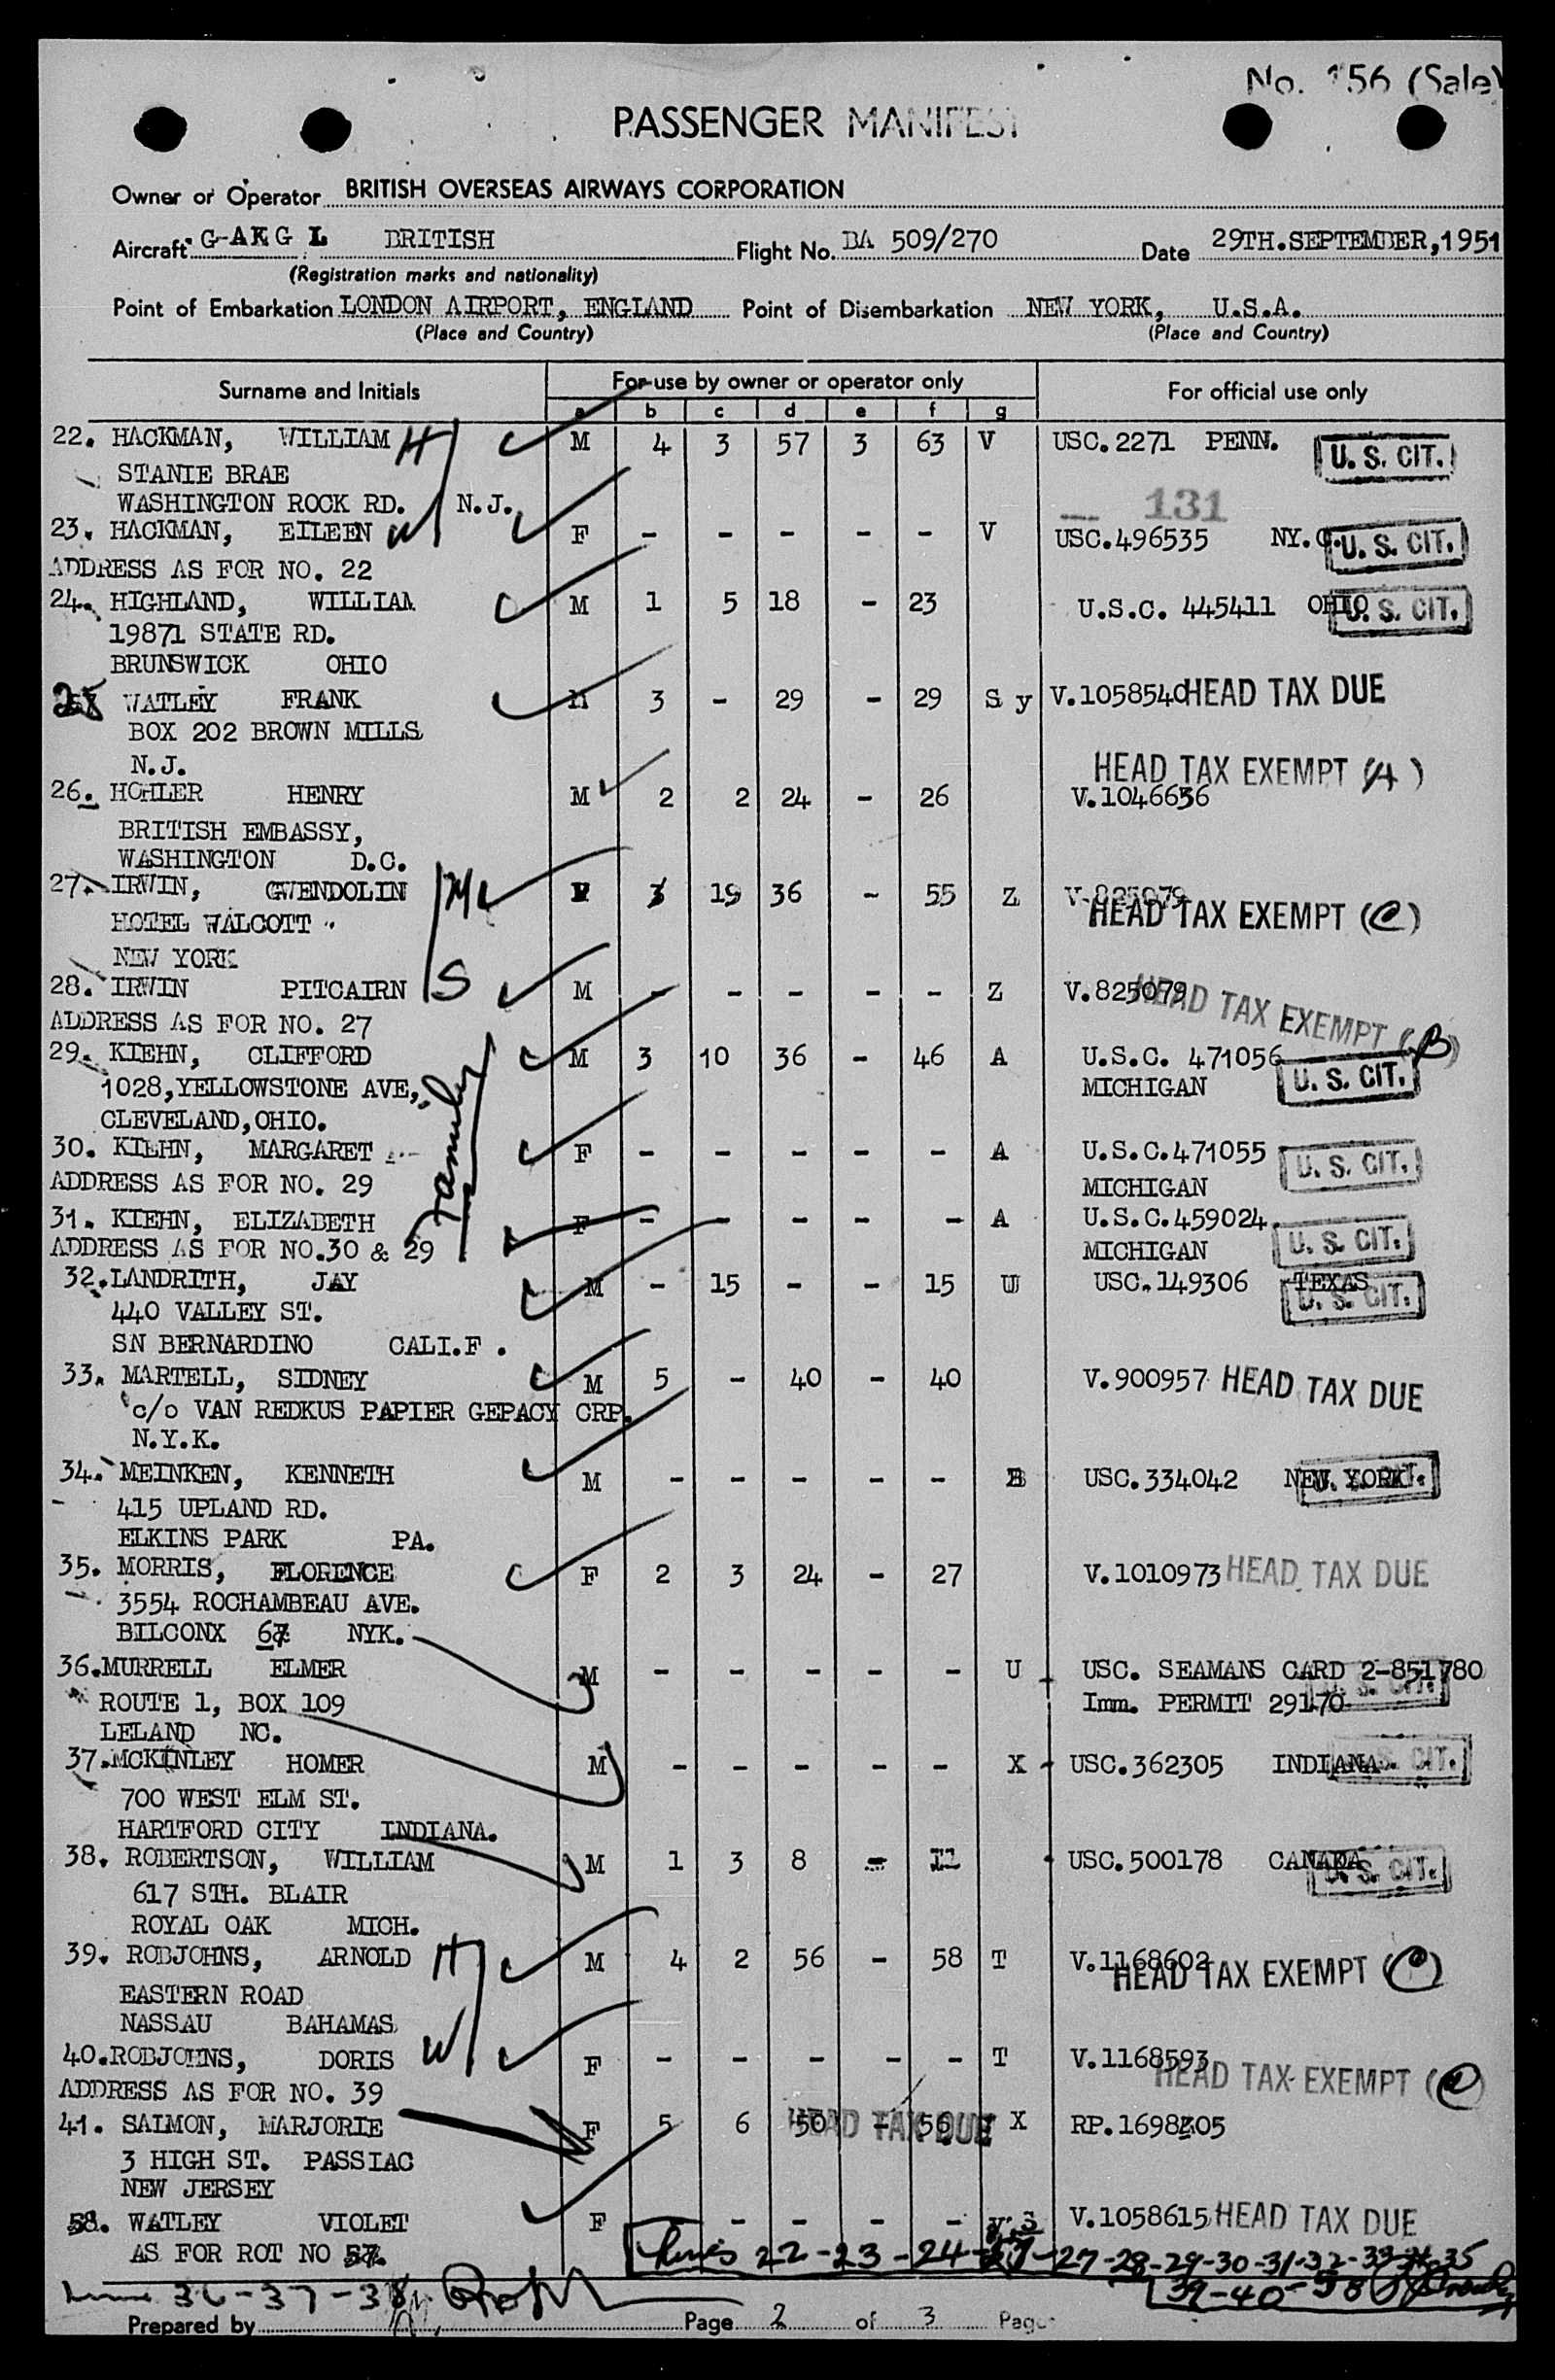 No. 156 (Sale)
PASSENGER MANIFEST
Owner or Operator BRITISH OVERSEAS AIRWAYS CORPORATION
Aircraft G-AKGL BRITISH Flight No. BA 509/270 Date 29TH.SEPTEMBER,1951
(Registration marks and nationality)
Point of Embarkation LONDON AIRPORT, ENGLAND Point of Disembarkation NEW YORK, U.S.A.
(Place and Country) (Place and Country)
Surname and Initials For use by owner or operator only For official use only
a b c d e f g
22. HACKMAN, WILLIAM H M 4 3 57 3 63 V USC.2271 PENN. U. S. CIT.
STANIE BRAE
WASHINGTON ROCK RD. N.J. 131
23. HACKMAN, EILEEN W F - - - - - V USC.496535 NY. U. S. CIT.
ADDRESS AS FOR NO. 22
24. HIGHLAND, WILLIAM M 1 5 18 - 23 U.S.C. 445411 OHIO U. S. CIT.
19871 STATE RD.
BRUNSWICK OHIO
25 WATLEY FRANK M 3 - 29 - 29 S y V.1058540 HEAD TAX DUE
BOX 202 BROWN MILLS
N.J. HEAD TAX EXEMPT (A)
26. HOHLER HENRY M 2 2 24 - 26 V.1046636
BRITISH EMBASSY,
WASHINGTON D.C.
27. IRWIN, GWENDOLIN M F 3 19 36 - 55 Z V.825079
HOTEL WALCOTT HEAD TAX EXEMPT (C)
NEW YORK
28. IRWIN PITCAIRN S M - - - - - Z V.825079 HEAD TAX EXEMPT (B)
ADDRESS AS FOR NO. 27
29. KIEHN, CLIFFORD M 3 10 36 - 46 A U.S.C. 471056
1028,YELLOWSTONE AVE, MICHIGAN U. S. CIT.
CLEVELAND,OHIO.
Family
30. KIEHN, MARGARET F - - - - - A U.S.C.471055 U. S. CIT.
ADDRESS AS FOR NO. 29 MICHIGAN
31. KIEHN, ELIZABETH F - - - - - A U.S.C.459024
ADDRESS AS FOR NO.30 & 29 MICHIGAN U. S. CIT.
32.LANDRITH, JAY M - 15 - - 15 U USC.149306 TEXAS
440 VALLEY ST. U. S. CIT.
SN BERNARDINO CALI.F .
33. MARTELL, SIDNEY M 5 - 40 - 40 V.900957 HEAD TAX DUE
c/o VAN REDKUS PAPIER GEPACY CRP.
N.Y.K.
34. MEINKEN, KENNETH M - - - - - B USC.334042 NEW YORK
415 UPLAND RD.
ELKINS PARK PA.
35. MORRIS, FLORENCE F 2 3 24 - 27 V.1010973 HEAD TAX DUE
3554 ROCHAMBEAU AVE.
BILCONX 67 NYK.
36.MURRELL ELMER M - - - - - U USC. SEAMANS CARD 2-851780
ROUTE 1, BOX 109 Imm. PERMIT 29170 U. S. CIT.
LELAND NC.
37.MCKINLEY HOMER M - - - - - X USC.362305 INDIANA U. S. CIT.
700 WEST ELM ST.
HARTFORD CITY INDIANA.
38. ROBERTSON, WILLIAM M 1 3 8 - 11 USC.500178 CANADA U. S. CIT.
617 STH. BLAIR
ROYAL OAK MICH.
39. ROBJOHNS, ARNOLD H M 4 2 56 - 58 T V.1168602
EASTERN ROAD HEAD TAX EXEMPT (C)
NASSAU BAHAMAS
40.ROBJOHNS, DORIS W F - - - - - T V.1168593
ADDRESS AS FOR NO. 39 HEAD TAX EXEMPT (C)
41. SALMON, MARJORIE F 5 6 50 - 56 X RP.1698305
HEAD TAX DUE
3 HIGH ST. PASSIAC
NEW JERSEY
58. WATLEY VIOLET F - - - - - V.1058615 HEAD TAX DUE
AS FOR ROT NO 57.
Lines 22-23-24-25-27-28-29-30-31-32-33-34-35
Lines 36-37-38 39-40-58
Prepared by Page 2 of 3 Pages